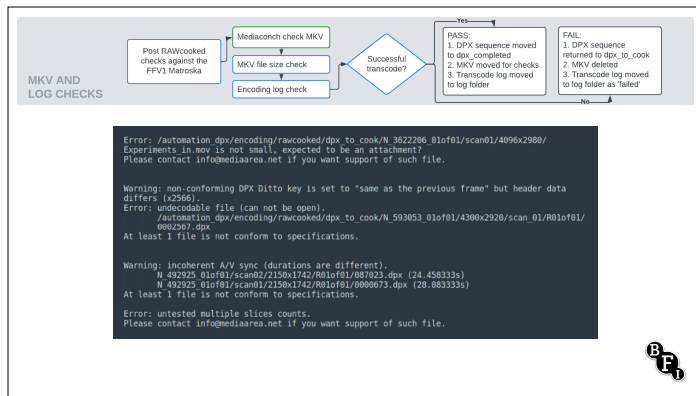 MKV AND
LOG CHECKS
Post RAWcooked
checks against the
FFV1 Matroska
Mediaconch check MKV
MKV file size check
Encoding log check
Successful
transcode?
Yes
No
PASS:
1. DPX sequence moved
to dpx_completed
2. MKV moved for checks
3. Transcode log moved
to log folder
FAIL:
1. DPX sequence
returned to dpx_to_cook
2. MKV deleted
3. Transcode log moved
to log folder as 'failed'
Error: /automation_dpx/encoding/rawcooked/dpx_to_cook/N_3622206_01of01/scan01/4096x2980/
Experiments_in.mov is not small, expected to be an attachment?
Please contact info@mediaarea.net if you want support of such file.
Warning: non-conforming DPX Ditto key is set to "same as the previous frame" but header data
differs (x2566).
Error: undecodable file (can not be open).
/automation_dpx/encoding/rawcooked/dpx_to_cook/N_593053_01of01/4300x2920/scan_01/R01of01/
0002567.dpx
At least 1 file is not conform to specifications.
Warning: incoherent A/V sync (durations are different).
N_492925_01of01/scan02/2150x1742/R01of01/087023.dpx (24.458333s)
N_492925_01of01/scan01/2150x1742/R01of01/0000673.dpx (28.083333s)
At least 1 file is not conform to specifications.
Error: untested multiple slices counts.
Please contact info@mediaarea.net if you want support of such file.
BFI